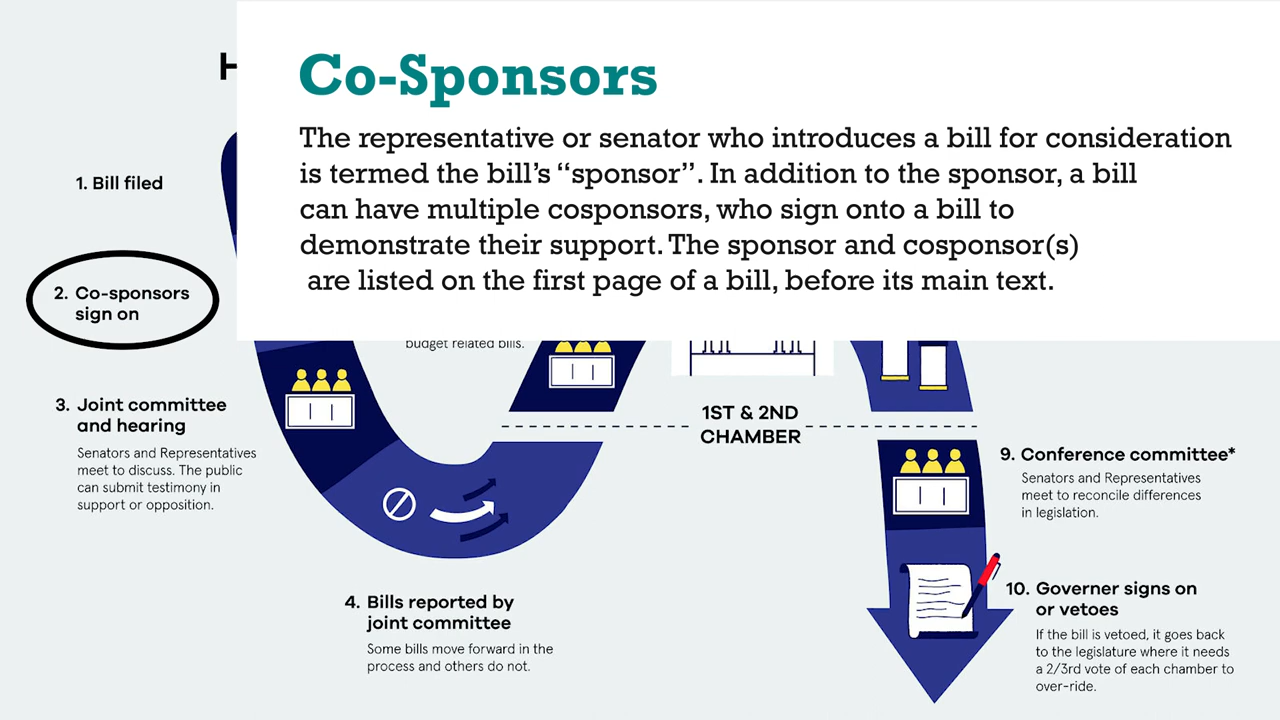 H
Co-Sponsors
The representative or senator who introduces a bill for consideration
is termed the bill's “sponsor”. In addition to the sponsor, a bill
can have multiple cosponsors, who sign onto a bill to
demonstrate their support. The sponsor and cosponsor(s)
are listed on the first page of a bill, before its main text.
1. Bill filed
2. Co-sponsors
sign on
budget related bills.
3. Joint committee
and hearing
Senators and Representatives
meet to discuss. The public
can submit testimony in
support or opposition.
1ST & 2ND
CHAMBER
4. Bills reported by
joint committee
Some bills move forward in the
process and others do not.
9. Conference committee*
Senators and Representatives
meet to reconcile differences
in legislation.
10. Governer signs on
or vetoes
If the bill is vetoed, it goes back
to the legislature where it needs
a 2/3rd vote of each chamber to
over-ride.